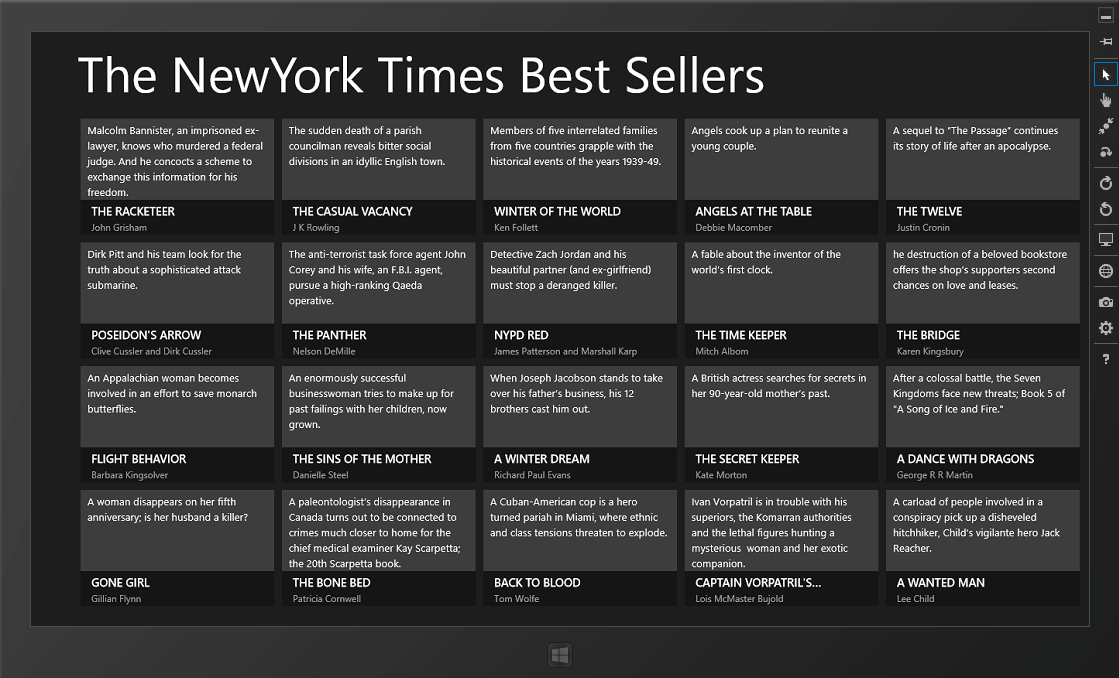 The NewYork Times Best Sellers
Malcolm Bannister, an imprisoned ex-
lawyer, knows who murdered a federal
judge. And he concocts a scheme to
exchange this information for his
freedom.
THE RACKETEER
John Grisham
The sudden death of a parish
councilman reveals bitter social
divisions in an idyllic English town.
THE CASUAL VACANCY
J K Rowling
Members of five interrelated families
from five countries grapple with the
historical events of the years 1939-49.
WINTER OF THE WORLD
Ken Follett
Angels cook up a plan to reunite a
young couple.
ANGELS AT THE TABLE
Debbie Macomber
A sequel to "The Passage" continues
its story of life after an apocalypse.
THE TWELVE
Justin Cronin
Dirk Pitt and his team look for the
truth about a sophisticated attack
submarine.
POSEIDON'S ARROW
Clive Cussler and Dirk Cussler
The anti-terrorist task force agent John
Corey and his wife, an F.B.I. agent,
pursue a high-ranking Qaeda
operative.
THE PANTHER
Nelson DeMille
Detective Zach Jordan and his
beautiful partner (and ex-girlfriend)
must stop a deranged killer.
NYPD RED
James Patterson and Marshall Karp
A fable about the inventor of the
world's first clock.
THE TIME KEEPER
Mitch Albom
he destruction of a beloved bookstore
offers the shop's supporters second
chances on love and leases.
THE BRIDGE
Karen Kingsbury
An Appalachian woman becomes
involved in an effort to save monarch
butterflies.
FLIGHT BEHAVIOR
Barbara Kingsolver
An enormously successful
businesswoman tries to make up for
past failings with her children, now
grown.
THE SINS OF THE MOTHER
Danielle Steel
When Joseph Jacobson stands to take
over his father's business, his 12
brothers cast him out.
A WINTER DREAM
Richard Paul Evans
A British actress searches for secrets in
her 90-year-old mother's past.
THE SECRET KEEPER
Kate Morton
After a colossal battle, the Seven
Kingdoms face new threats; Book 5 of
"A Song of Ice and Fire."
A DANCE WITH DRAGONS
George R R Martin
A woman disappears on her fifth
anniversary; is her husband a killer?
GONE GIRL
Gillian Flynn
A paleontologist's disappearance in
Canada turns out to be connected to
crimes much closer to home for the
chief medical examiner Kay Scarpetta;
the 20th Scarpetta book.
THE BONE BED
Patricia Cornwell
A Cuban-American cop is a hero
turned pariah in Miami, where ethnic
and class tensions threaten to explode.
BACK TO BLOOD
Tom Wolfe
Ivan Vorpatril is in trouble with his
superiors, the Komarran authorities
and the lethal figures hunting a
mysterious  woman and her exotic
companion.
CAPTAIN VORPATRIL'S...
Lois McMaster Bujold
A carload of people involved in a
conspiracy pick up a disheveled
hitchhiker, Child's vigilante hero Jack
Reacher.
A WANTED MAN
Lee Child